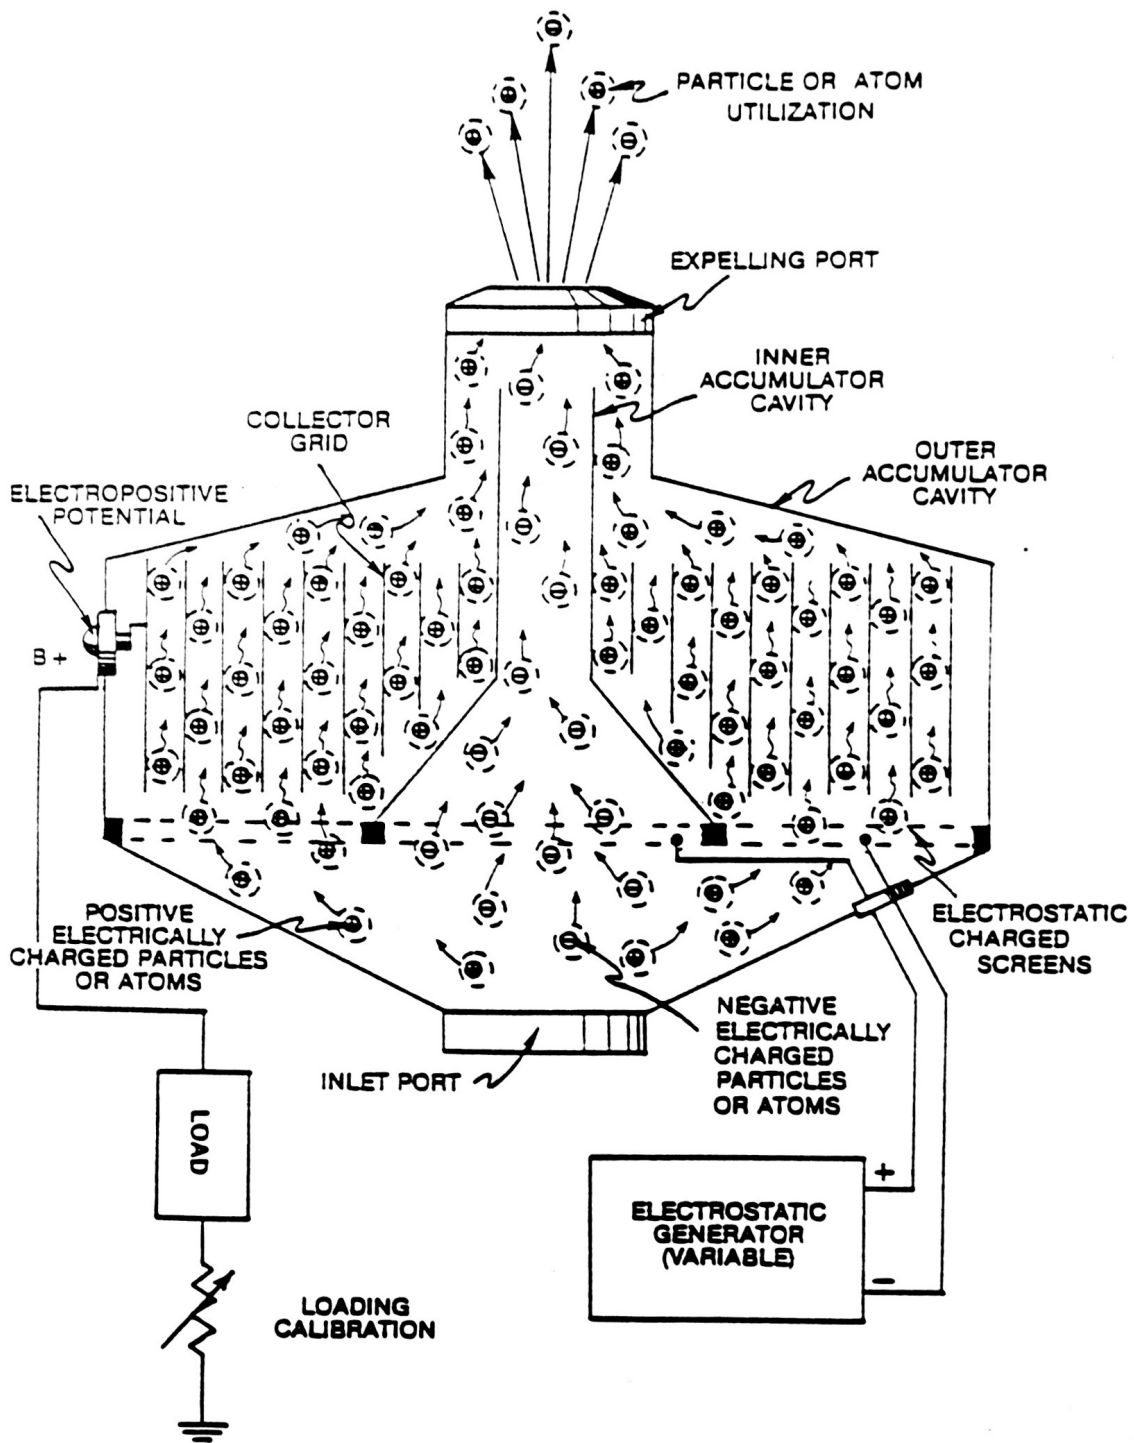 PARTICLE OR ATOM
UTILIZATION
EXPELLING PORT
INNER
ACCUMULATOR
CAVITY
COLLECTOR
GRID
OUTER
ACCUMULATOR
CAVITY
ELECTROPOSITIVE
POTENTIAL
B +
POSITIVE
ELECTRICALLY
CHARGED PARTICLES
OR ATOMS
ELECTROSTATIC
CHARGED
SCREENS
NEGATIVE
ELECTRICALLY
CHARGED
PARTICLES
OR ATOMS
INLET PORT
LOAD
+
ELECTROSTATIC
GENERATOR
(VARIABLE)
−
LOADING
CALIBRATION